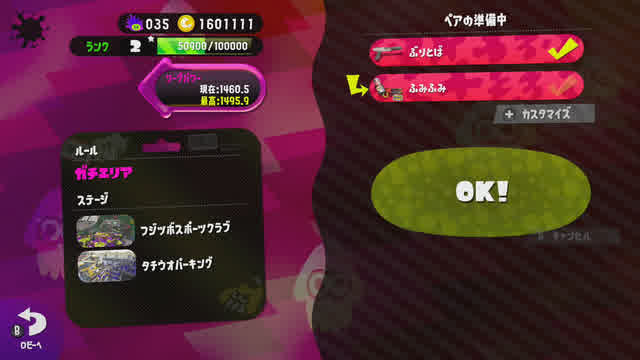 035 1601111
ランク 2 50900/100000
リーグパワー
現在:1460.5
最高:1495.9
ルール
ガチエリア
ステージ
フジツボスポーツクラブ
タチウオパーキング
B
ロビーへ
ペアの準備中
ぷりとば
ふみふみ
+ カスタマイズ
OK!
B キャンセル